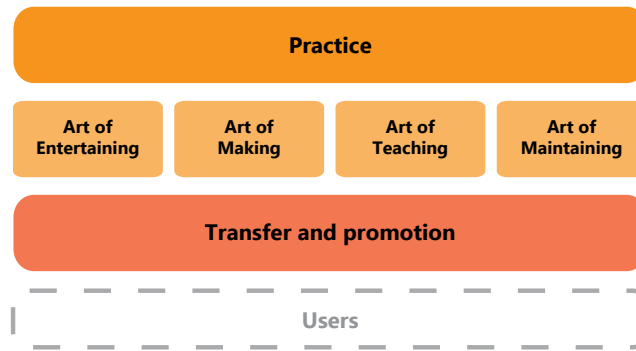 Practice
Art of
Entertaining
Art of
Making
Art of
Teaching
Art of
Maintaining
Transfer and promotion
Users